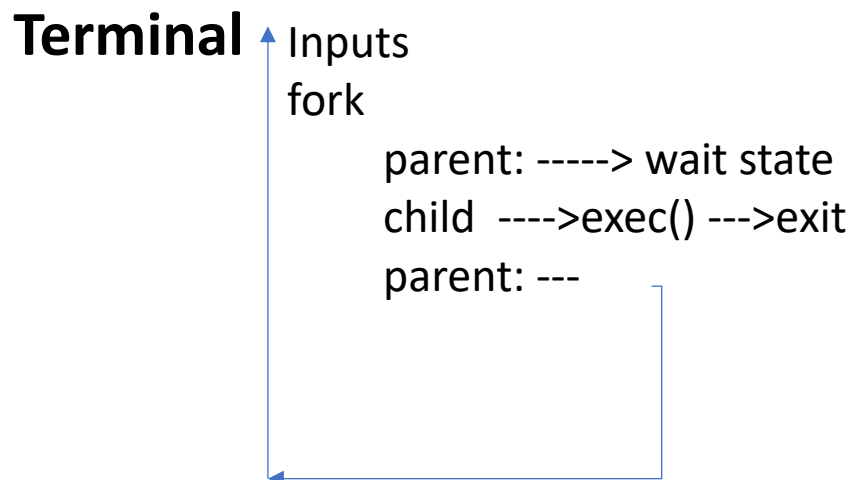 Terminal Inputs
fork
parent: -----> wait state
child ---->exec() --->exit
parent: ---